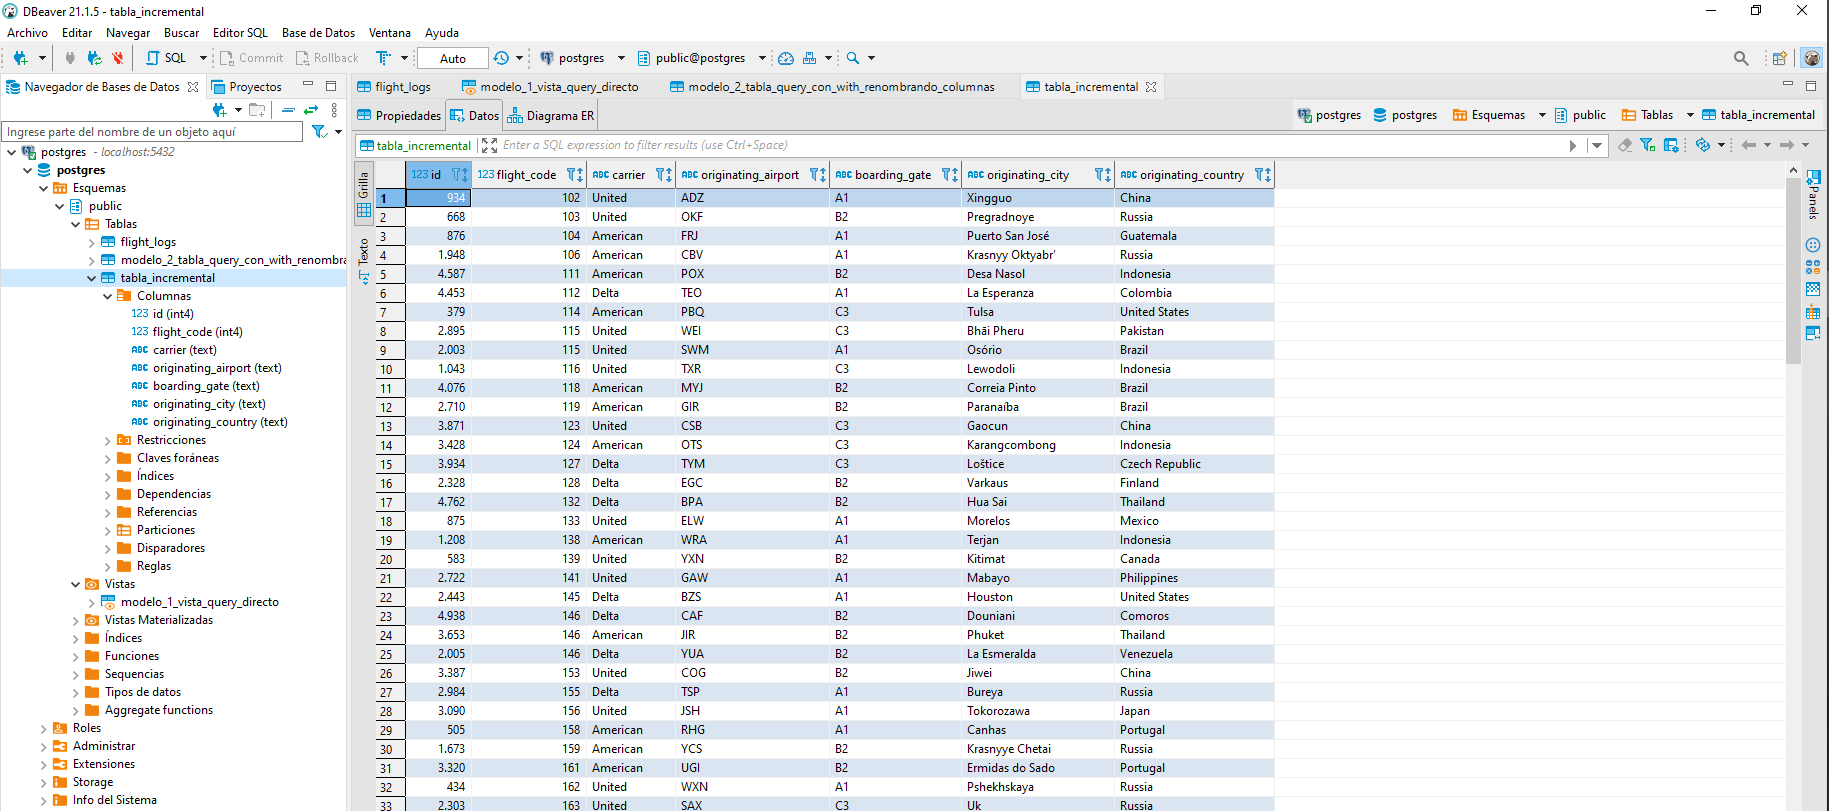 DBeaver 21.1.5 - tabla_incremental
Archivo Editar Navegar Buscar Editor SQL Base de Datos Ventana Ayuda
SQL Commit Rollback Auto postgres public@postgres
Navegador de Bases de Datos Proyectos
Ingrese parte del nombre de un objeto aquí
postgres - localhost:5432
postgres
Esquemas
public
Tablas
flight_logs
modelo_2_tabla_query_con_with_renombra
tabla_incremental
Columnas
123 id (int4)
123 flight_code (int4)
ABC carrier (text)
ABC originating_airport (text)
ABC boarding_gate (text)
ABC originating_city (text)
ABC originating_country (text)
Restricciones
Claves foráneas
Índices
Dependencias
Referencias
Particiones
Disparadores
Reglas
Vistas
modelo_1_vista_query_directo
Vistas Materializadas
Índices
Funciones
Sequencias
Tipos de datos
Aggregate functions
Roles
Administrar
Extensiones
Storage
Info del Sistema
flight_logs modelo_1_vista_query_directo modelo_2_tabla_query_con_with_renombrando_columnas tabla_incremental
Propiedades Datos Diagrama ER postgres postgres Esquemas public Tablas tabla_incremental
tabla_incremental Enter a SQL expression to filter results (use Ctrl+Space)
Grilla
Texto
123 id 123 flight_code ABC carrier ABC originating_airport ABC boarding_gate ABC originating_city ABC originating_country
1 934 102 United ADZ A1 Xingguo China
2 668 103 United OKF B2 Pregradnoye Russia
3 876 104 American FRJ A1 Puerto San José Guatemala
4 1.948 106 American CBV A1 Krasnyy Oktyabr’ Russia
5 4.587 111 American POX B2 Desa Nasol Indonesia
6 4.453 112 Delta TEO A1 La Esperanza Colombia
7 379 114 American PBQ C3 Tulsa United States
8 2.895 115 United WEI C3 Bhāi Pheru Pakistan
9 2.003 115 United SWM A1 Osório Brazil
10 1.043 116 United TXR C3 Lewodoli Indonesia
11 4.076 118 American MYJ B2 Correia Pinto Brazil
12 2.710 119 American GIR B2 Paranaíba Brazil
13 3.871 123 United CSB C3 Gaocun China
14 3.428 124 American OTS C3 Karangcombong Indonesia
15 3.934 127 Delta TYM C3 Loštice Czech Republic
16 2.328 128 Delta EGC B2 Varkaus Finland
17 4.762 132 Delta BPA B2 Hua Sai Thailand
18 875 133 United ELW A1 Morelos Mexico
19 1.208 138 American WRA A1 Terjan Indonesia
20 583 139 United YXN B2 Kitimat Canada
21 2.722 141 United GAW A1 Mabayo Philippines
22 2.443 145 Delta BZS A1 Houston United States
23 4.938 146 Delta CAF B2 Douniani Comoros
24 3.653 146 American JIR B2 Phuket Thailand
25 2.005 146 Delta YUA B2 La Esmeralda Venezuela
26 3.387 153 United COG B2 Jiwei China
27 2.984 155 Delta TSP A1 Bureya Russia
28 3.090 156 United JSH A1 Tokorozawa Japan
29 505 158 American RHG A1 Canhas Portugal
30 1.673 159 American YCS B2 Krasnyye Chetai Russia
31 3.320 161 American UGI B2 Ermidas do Sado Portugal
32 434 162 United WXN A1 Pshekhskaya Russia
33 2.303 163 United SAX C3 Uk Russia
Panels